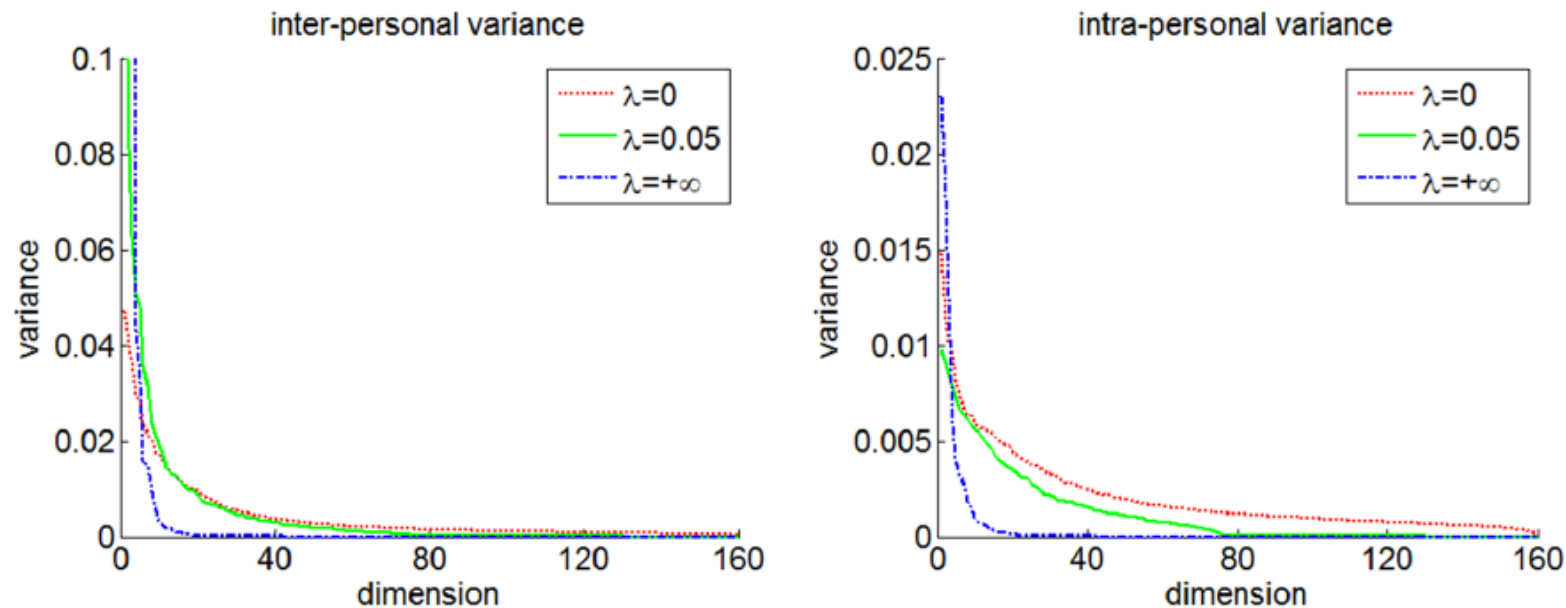 inter-personal variance
0.1
0.08
0.06
0.04
0.02
0
variance
0 40 80 120 160
dimension
λ=0
λ=0.05
λ=+∞
intra-personal variance
0.025
0.02
0.015
0.01
0.005
0
variance
0 40 80 120 160
dimension
λ=0
λ=0.05
λ=+∞